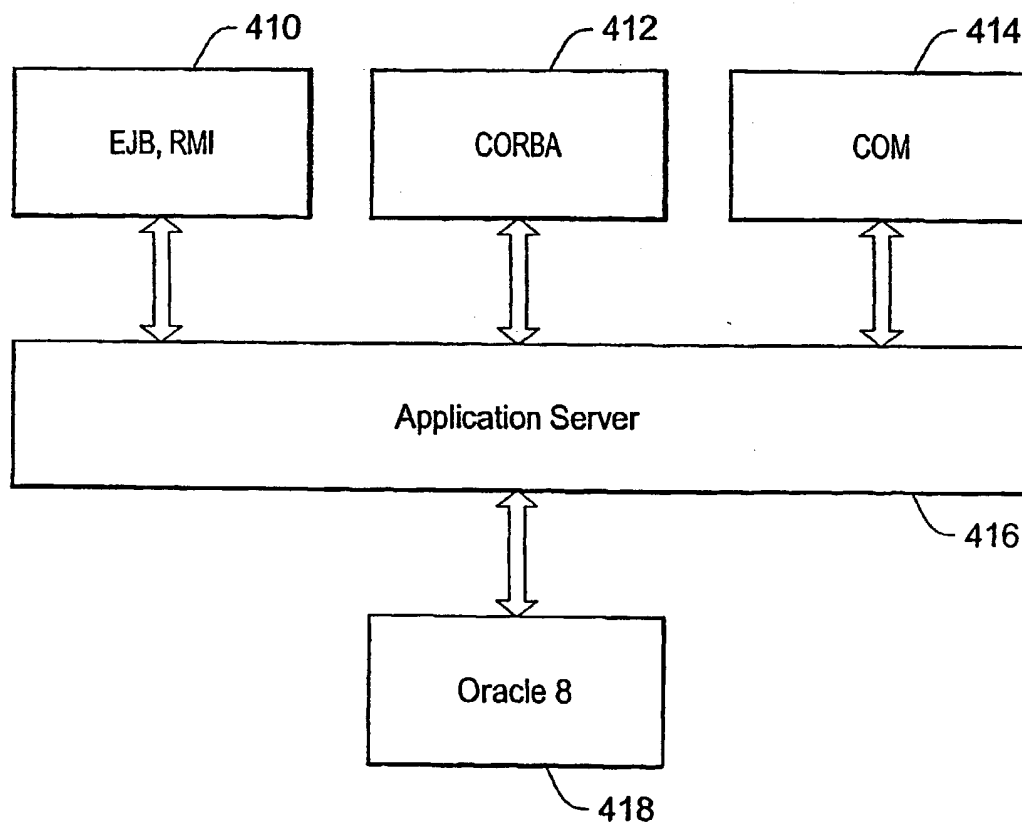 410
412
414
EJB, RMI
CORBA
COM
Application Server
416
Oracle 8
418